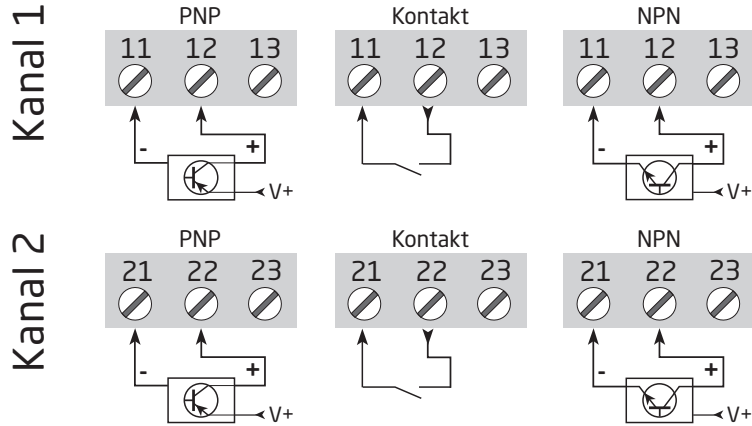 Kanal 1
PNP
Kontakt
NPN
11 12 13
11 12 13
11 12 13
- +
V+
- +
V+
Kanal 2
PNP
Kontakt
NPN
21 22 23
21 22 23
21 22 23
- +
V+
- +
V+